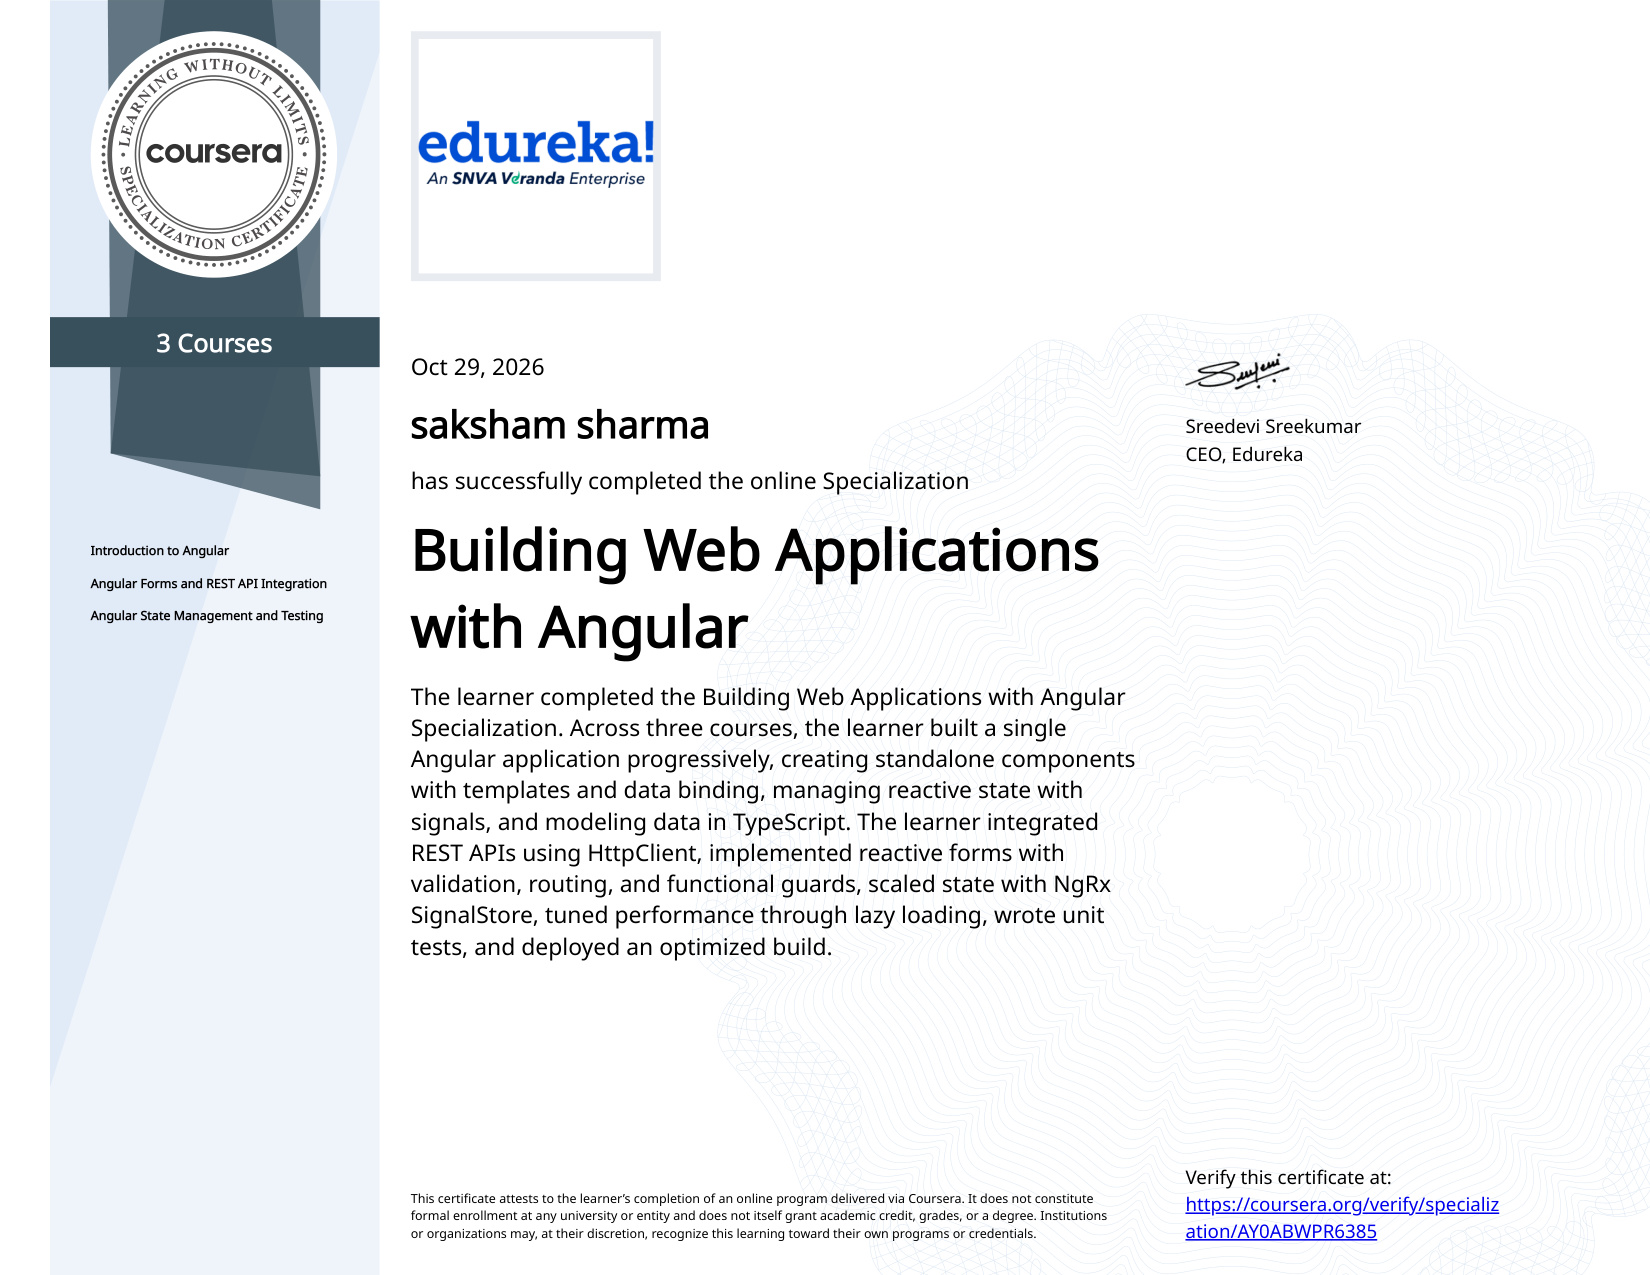 LEARNING WITHOUT LIMITS
coursera
SPECIALIZATION CERTIFICATE
3 Courses
Introduction to Angular
Angular Forms and REST API Integration
Angular State Management and Testing
edureka!
An SNVA Veranda Enterprise
Oct 29, 2026
saksham sharma
has successfully completed the online Specialization
Building Web Applications
with Angular
The learner completed the Building Web Applications with Angular
Specialization. Across three courses, the learner built a single
Angular application progressively, creating standalone components
with templates and data binding, managing reactive state with
signals, and modeling data in TypeScript. The learner integrated
REST APIs using HttpClient, implemented reactive forms with
validation, routing, and functional guards, scaled state with NgRx
SignalStore, tuned performance through lazy loading, wrote unit
tests, and deployed an optimized build.
Sreedevi Sreekumar
CEO, Edureka
This certificate attests to the learner’s completion of an online program delivered via Coursera. It does not constitute
formal enrollment at any university or entity and does not itself grant academic credit, grades, or a degree. Institutions
or organizations may, at their discretion, recognize this learning toward their own programs or credentials.
Verify this certificate at:
https://coursera.org/verify/specializ
ation/AY0ABWPR6385